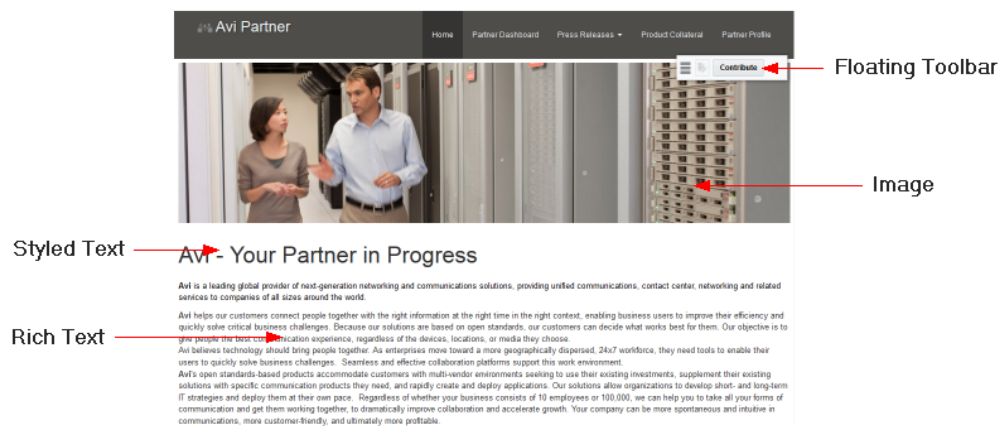 Avi Partner
Home Partner Dashboard Press Releases Product Collateral Partner Profile
Contribute
Floating Toolbar
Image
Styled Text
Avi - Your Partner in Progress
Avi is a leading global provider of next-generation networking and communications solutions, providing unified communications, contact center, networking and related
services to companies of all sizes around the world.
Avi helps our customers connect people together with the right information at the right time in the right context, enabling business users to improve their efficiency and
quickly solve critical business challenges. Because our solutions are based on open standards, our customers can decide what works best for them. Our objective is to
Rich Text
give people the best communication experience, regardless of the devices, locations, or media they choose.
Avi believes technology should bring people together. As enterprises move toward a more geographically dispersed, 24x7 workforce, they need tools to enable their
users to quickly solve business challenges. Seamless and effective collaboration platforms support this work environment.
Avi's open standards-based products accommodate customers with multi-vendor environments seeking to use their existing investments, supplement their existing
solutions with specific communication products they need, and rapidly create and deploy applications. Our solutions allow organizations to develop short- and long-term
IT strategies and deploy them at their own pace. Regardless of whether your business consists of 10 employees or 100,000, we can help you to take all your forms of
communication and get them working together, to dramatically improve collaboration and accelerate growth. Your company can be more spontaneous and intuitive in
communications, more customer-friendly, and ultimately more profitable.